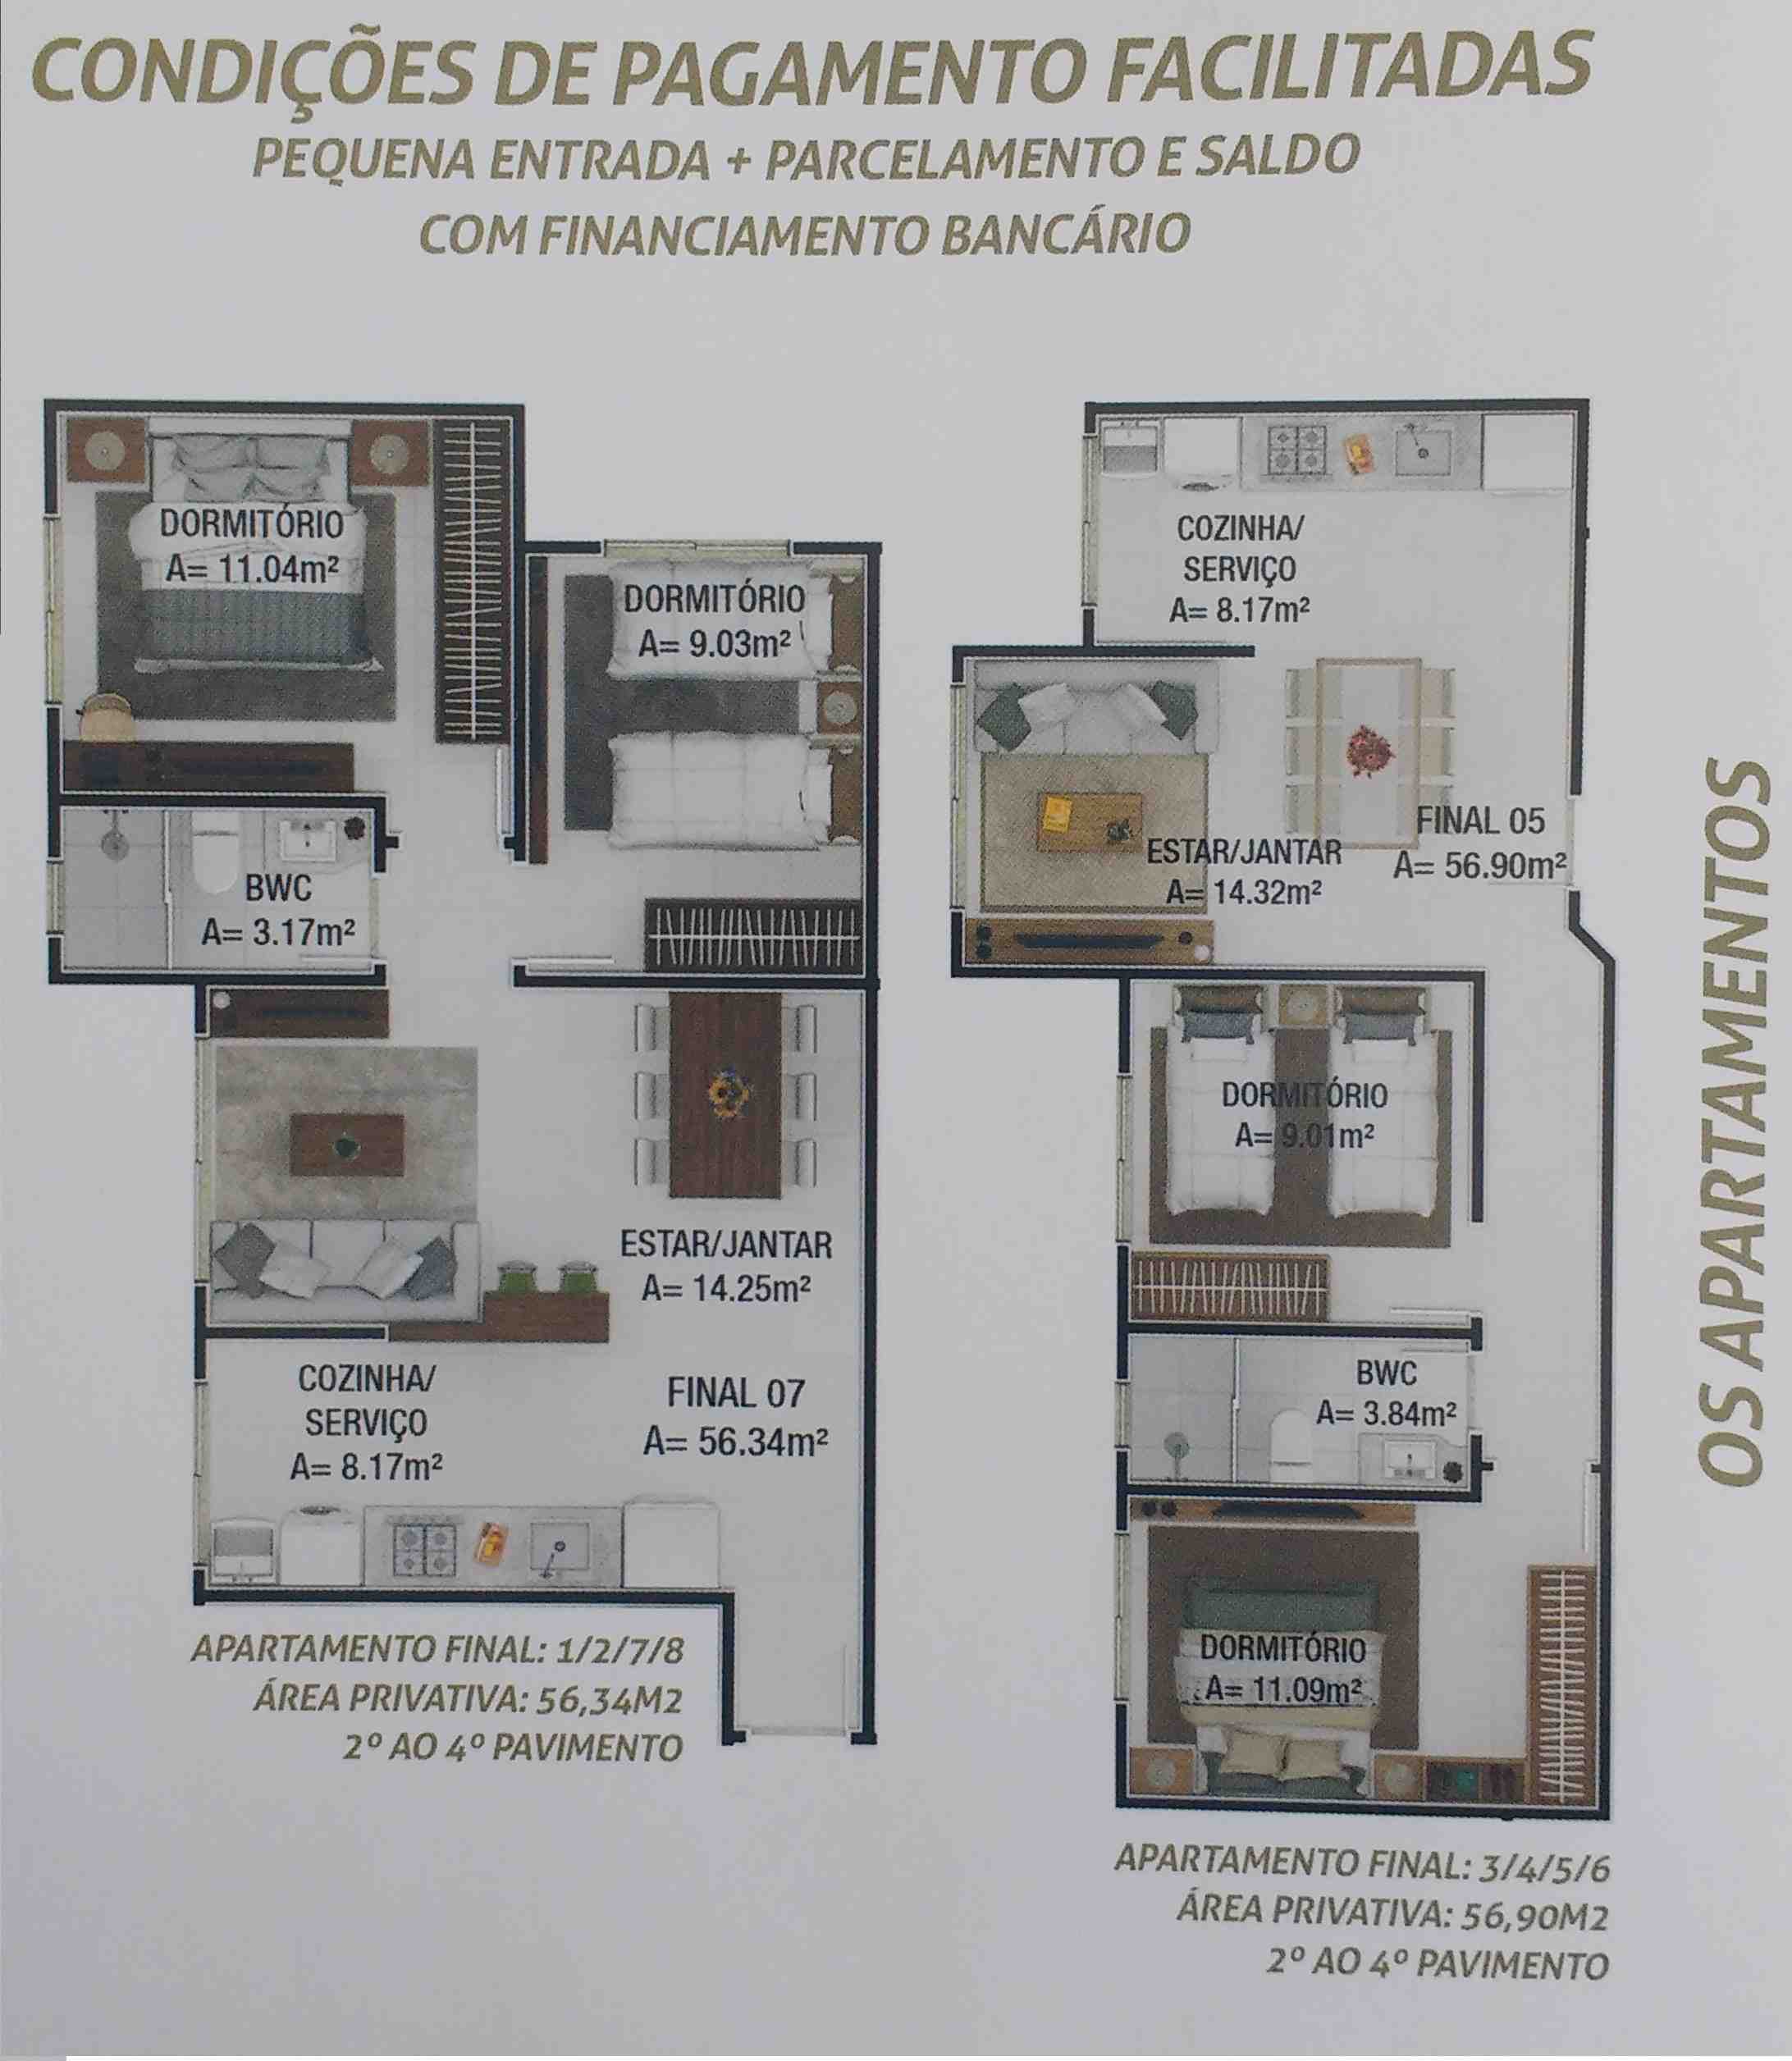 CONDIÇÕES DE PAGAMENTO FACILITADAS
PEQUENA ENTRADA + PARCELAMENTO E SALDO
COM FINANCIAMENTO BANCÁRIO
DORMITÓRIO
A= 11.04m²
DORMITÓRIO
A= 9.03m²
BWC
A= 3.17m²
ESTAR/JANTAR
A= 14.25m²
COZINHA/
SERVIÇO
A= 8.17m²
FINAL 07
A= 56.34m²
APARTAMENTO FINAL: 1/2/7/8
ÁREA PRIVATIVA: 56,34M2
2º AO 4º PAVIMENTO
COZINHA/
SERVIÇO
A= 8.17m²
ESTAR/JANTAR
A= 14.32m²
FINAL 05
A= 56.90m²
DORMITÓRIO
A= 9.01m²
BWC
A= 3.84m²
DORMITÓRIO
A= 11.09m²
APARTAMENTO FINAL: 3/4/5/6
ÁREA PRIVATIVA: 56,90M2
2º AO 4º PAVIMENTO
OS APARTAMENTOS